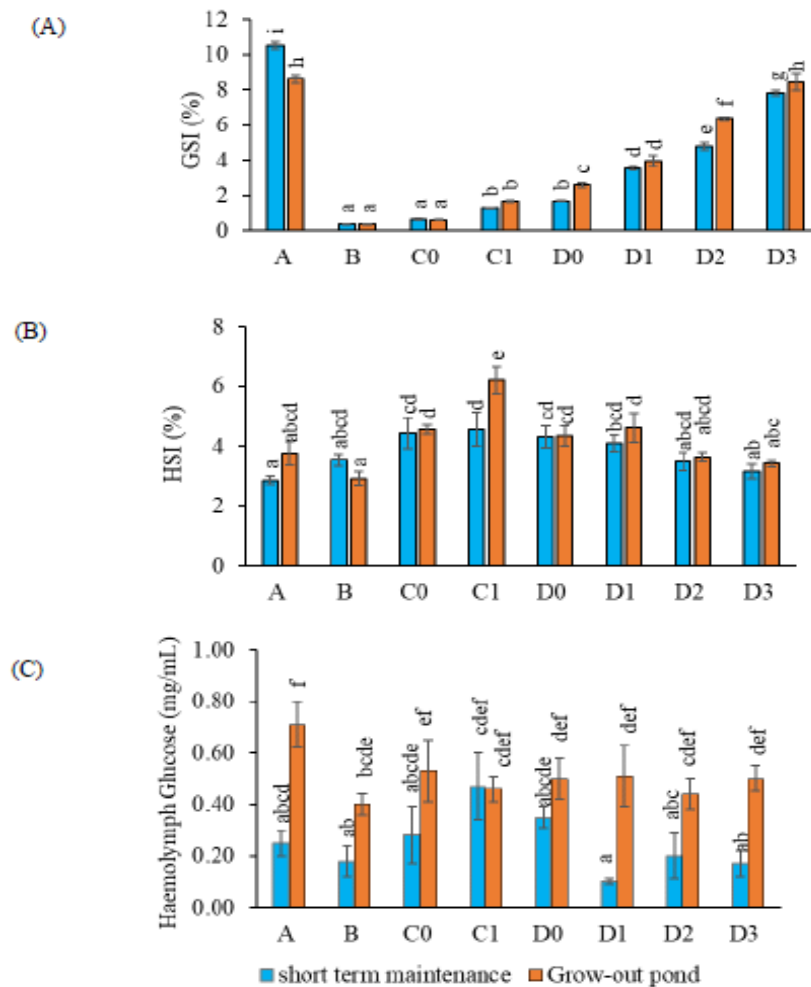 (A)
GSI (%)
12
10
8
6
4
2
0
i h a a a a b b b c d d e f g h
A B C0 C1 D0 D1 D2 D3
(B)
HSI (%)
8
6
4
2
0
a abcd abcd a cd d d e cd cd bcd d abcd abcd ab abc
A B C0 C1 D0 D1 D2 D3
(C)
Haemolymph Glucose (mg/mL)
1.00
0.80
0.60
0.40
0.20
0.00
abcd f ab bcde abcde ef cdef cdef abcde def a def abc cdef ab def
A B C0 C1 D0 D1 D2 D3
short term maintenance Grow-out pond